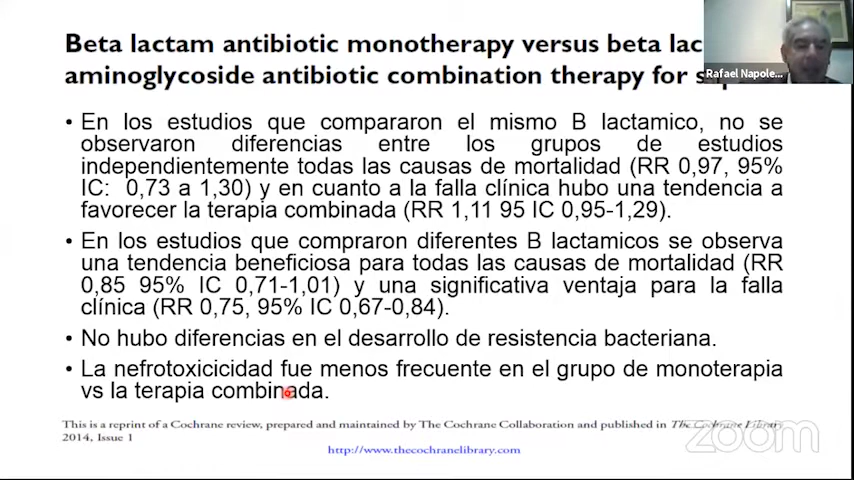 Beta lactam antibiotic monotherapy versus beta lac
aminoglycoside antibiotic combination therapy for
Rafael Napole...
• En los estudios que compararon el mismo B lactamico, no se
observaron diferencias entre los grupos de estudios
independientemente todas las causas de mortalidad (RR 0,97, 95%
IC: 0,73 a 1,30) y en cuanto a la falla clínica hubo una tendencia a
favorecer la terapia combinada (RR 1,11 95 IC 0,95-1,29).
• En los estudios que compraron diferentes B lactamicos se observa
una tendencia beneficiosa para todas las causas de mortalidad (RR
0,85 95% IC 0,71-1,01) y una significativa ventaja para la falla
clínica (RR 0,75, 95% IC 0,67-0,84).
• No hubo diferencias en el desarrollo de resistencia bacteriana.
• La nefrotoxicicidad fue menos frecuente en el grupo de monoterapia
vs la terapia combinada.
This is a reprint of a Cochrane review, prepared and maintained by The Cochrane Collaboration and published in The Cochrane Library
2014, Issue 1
zoom
http://www.thecochranelibrary.com